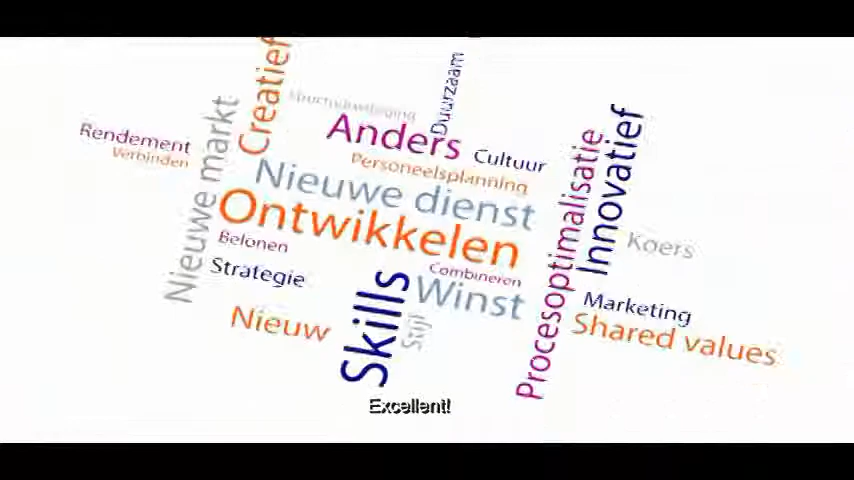 Creatief
Duurzaam
Rendement
Verbinden
Nieuwe markt
Anders
Cultuur
Personeelsplanning
Nieuwe dienst
Ontwikkelen
Procesoptimalisatie
Innovatief
Koers
Belonen
Strategie
Combineren
Winst
Skills
Stijl
Nieuw
Marketing
Shared values
Excellent!